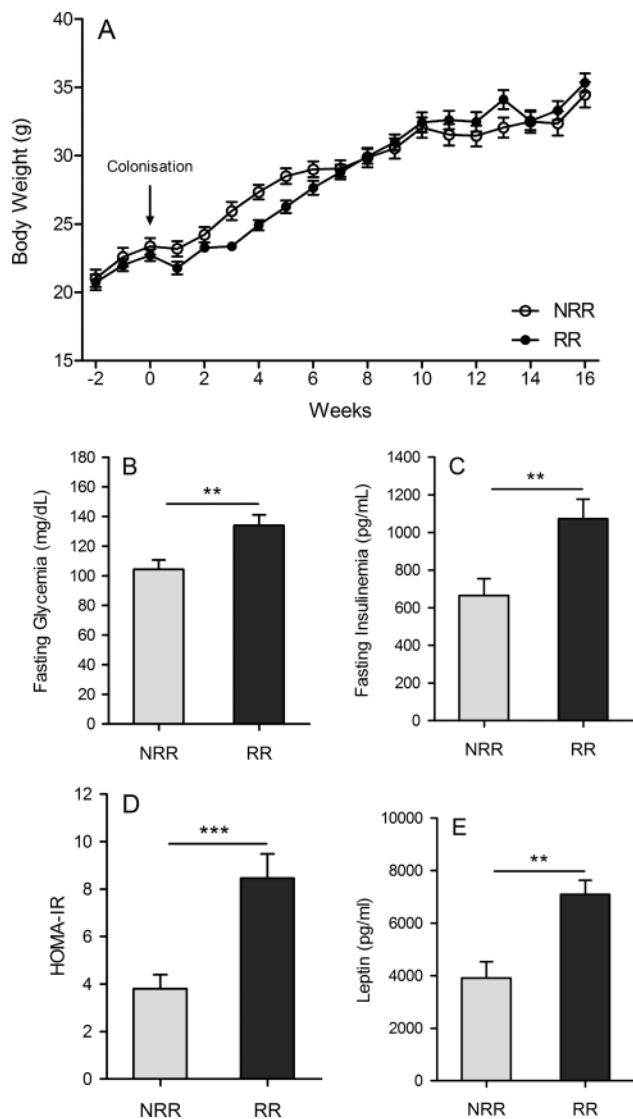 A
40
35
30
25
20
15
Body Weight (g)
Colonisation
NRR
RR
-2 0 2 4 6 8 10 12 14 16
Weeks
B
180
160
140
120
100
80
60
40
20
0
Fasting Glycemia (mg/dL)
**
NRR RR
C
1400
1200
1000
800
600
400
200
0
Fasting Insulinemia (pg/mL)
**
NRR RR
D
12
10
8
6
4
2
0
HOMA-IR
***
NRR RR
E
10000
8000
6000
4000
2000
0
Leptin (pg/ml)
**
NRR RR